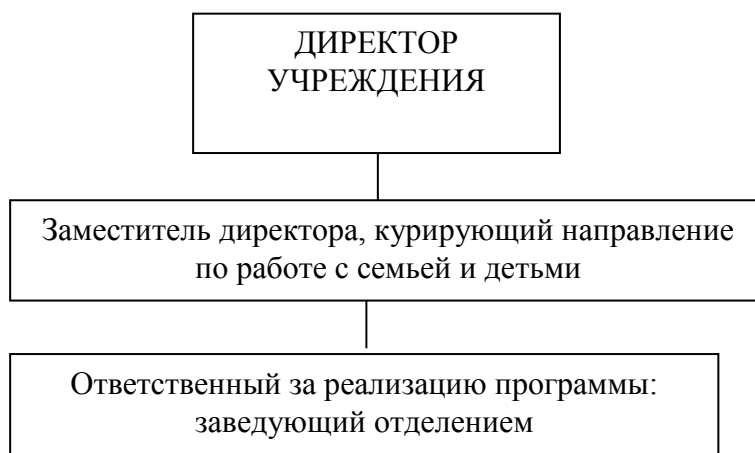 ДИРЕКТОР
УЧРЕЖДЕНИЯ
Заместитель директора, курирующий направление
по работе с семьей и детьми
Ответственный за реализацию программы:
заведующий отделением